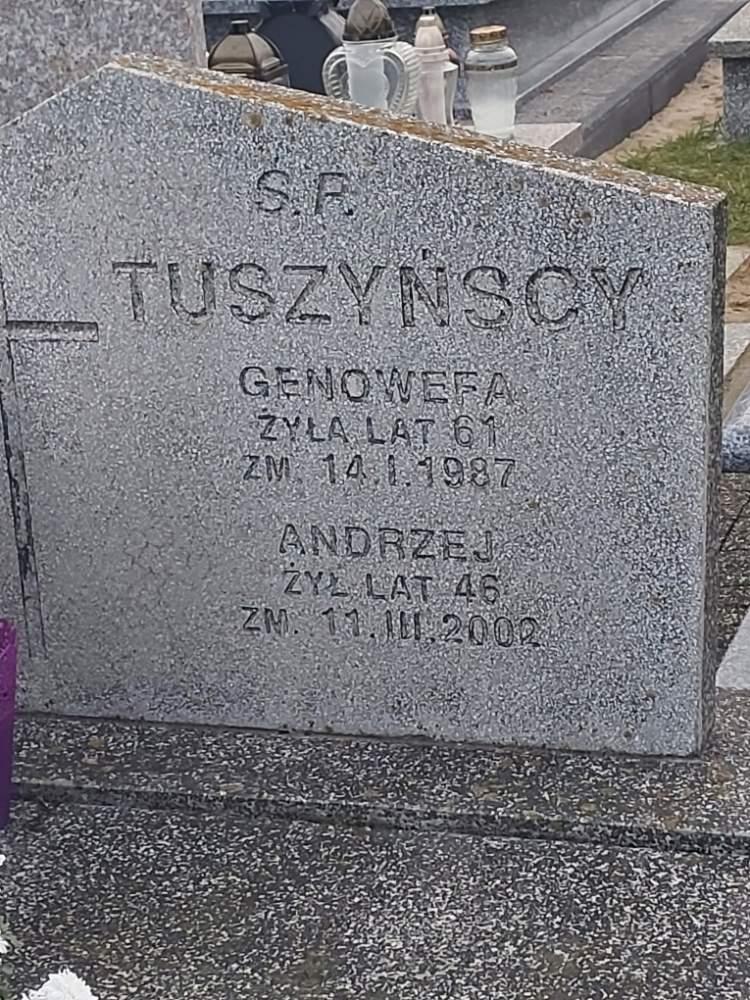 Ś.P.
TUSZYŃSCY
GENOWEFA
ŻYŁA LAT 61
ZM. 14.I.1987
ANDRZEJ
ŻYŁ LAT 46
ZM. 11.III.2002